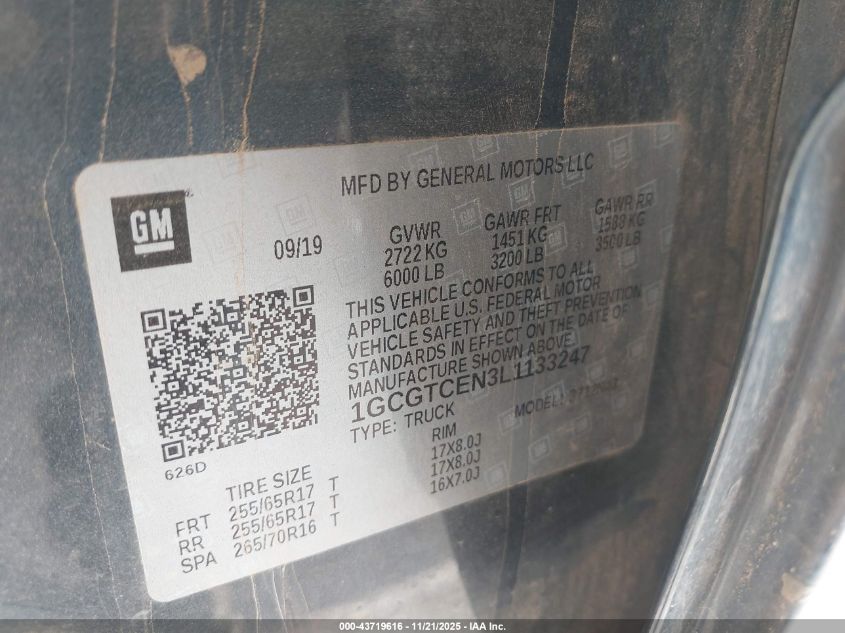 MFD BY GENERAL MOTORS LLC
GM
09/19
GVWR GAWR FRT GAWR RR
2722 KG 1451 KG 1588 KG
6000 LB 3200 LB 3500 LB
THIS VEHICLE CONFORMS TO ALL
APPLICABLE U.S. FEDERAL MOTOR
VEHICLE SAFETY AND THEFT PREVENTION
STANDARDS IN EFFECT ON THE DATE OF
MANUFACTURE SHOWN ABOVE.
1GCGTCEN3L1133247
TYPE: TRUCK MODEL:
626D
TIRE SIZE RIM
FRT 255/65R17 T 17X8.0J
RR 255/65R17 T 17X8.0J
SPA 265/70R16 T 16X7.0J
000-43719616 - 11/21/2025 - IAA Inc.